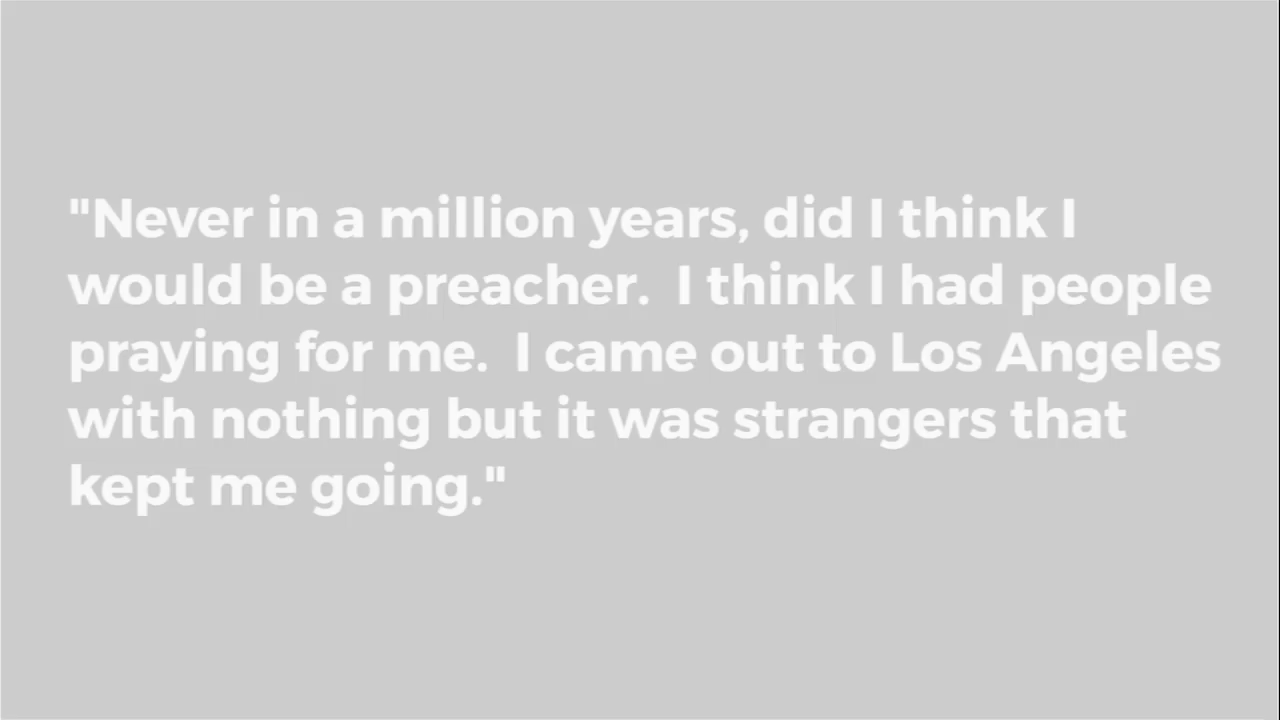 "Never in a million years, did I think I
would be a preacher.  I think I had people
praying for me.  I came out to Los Angeles
with nothing but it was strangers that
kept me going."